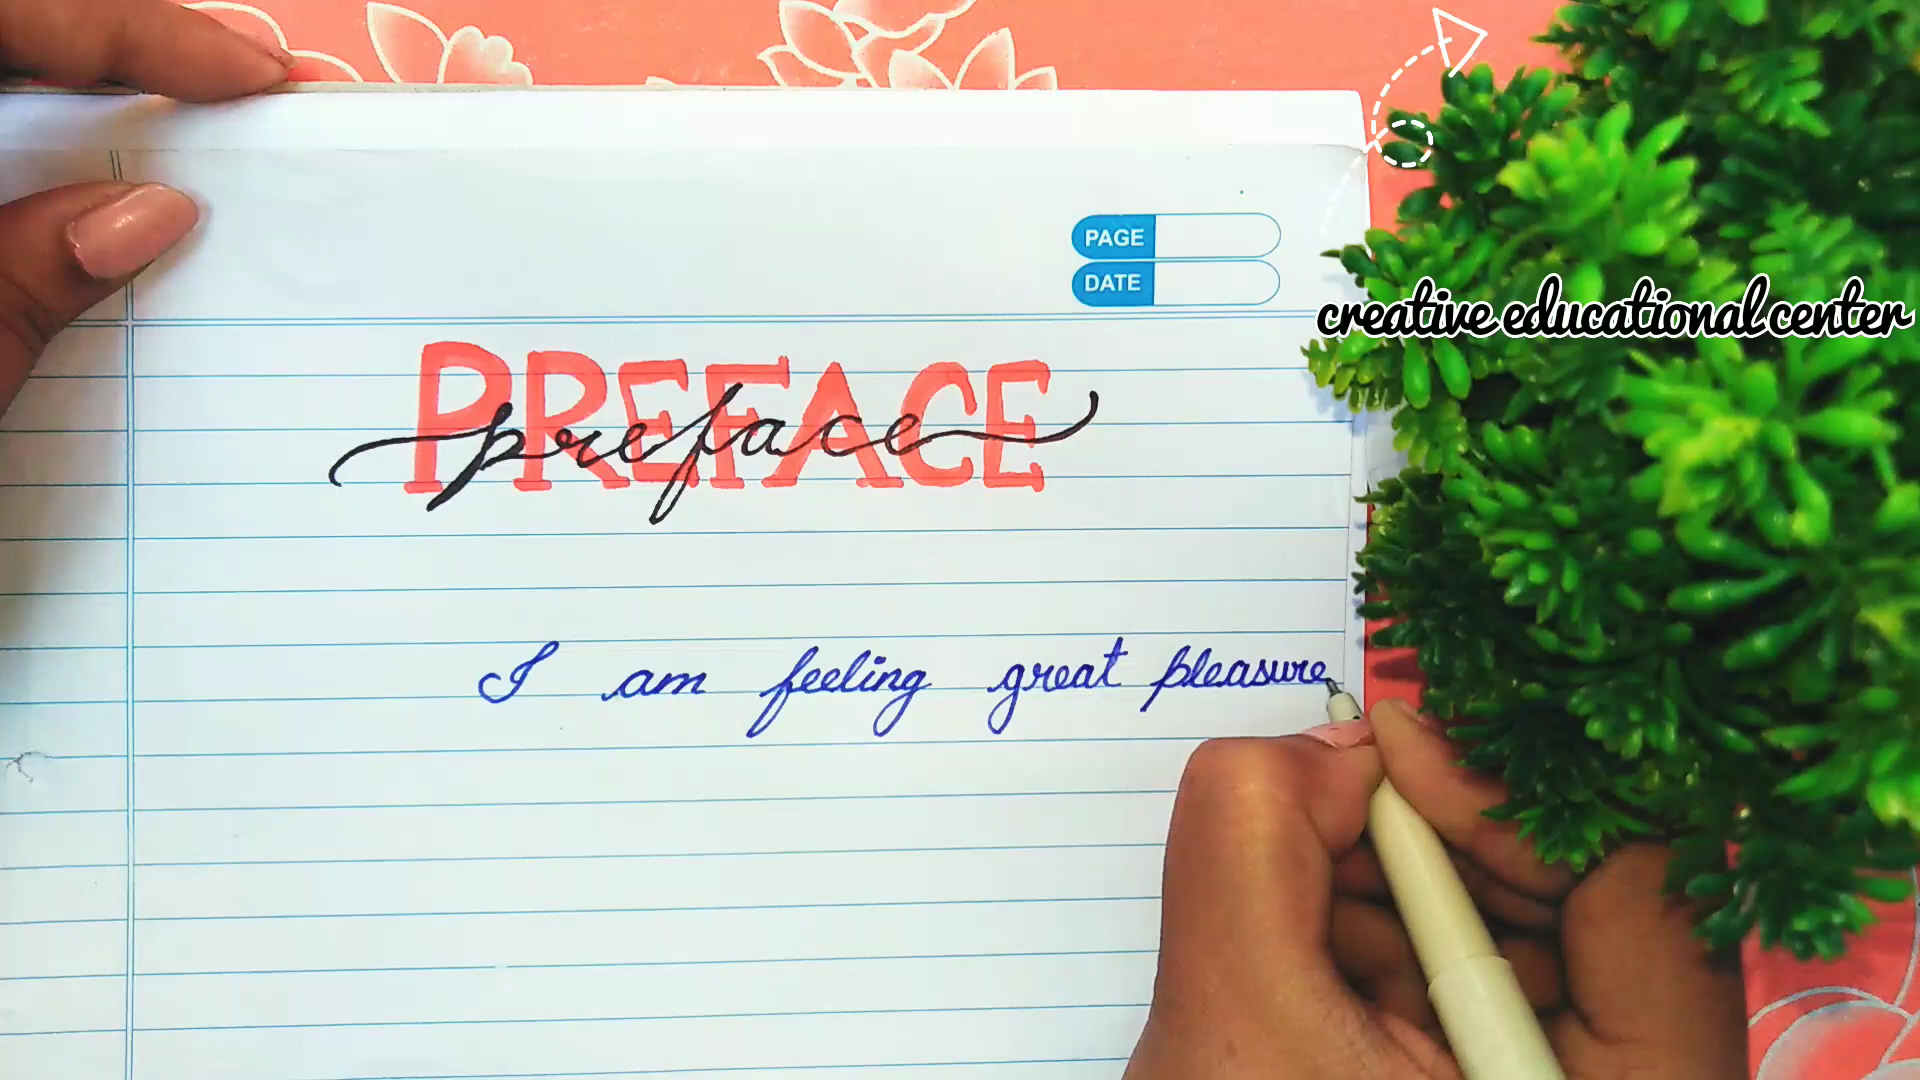 PAGE
DATE
creative educational center
PREFACE
preface
I am feeling great pleasure